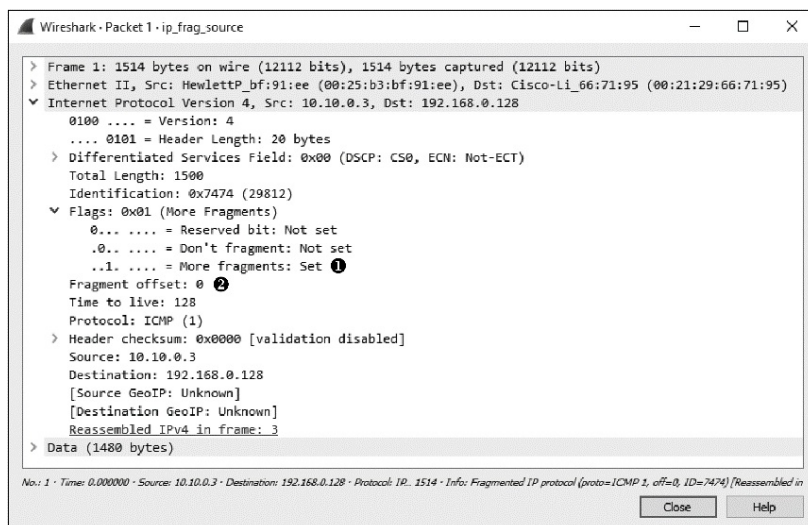 Wireshark · Packet 1 · ip_frag_source
Frame 1: 1514 bytes on wire (12112 bits), 1514 bytes captured (12112 bits)
Ethernet II, Src: HewlettP_bf:91:ee (00:25:b3:bf:91:ee), Dst: Cisco-Li_66:71:95 (00:21:29:66:71:95)
Internet Protocol Version 4, Src: 10.10.0.3, Dst: 192.168.0.128
0100 .... = Version: 4
.... 0101 = Header Length: 20 bytes
Differentiated Services Field: 0x00 (DSCP: CS0, ECN: Not-ECT)
Total Length: 1500
Identification: 0x7474 (29812)
Flags: 0x01 (More Fragments)
0... .... = Reserved bit: Not set
.0.. .... = Don't fragment: Not set
..1. .... = More fragments: Set ❶
Fragment offset: 0 ❷
Time to live: 128
Protocol: ICMP (1)
Header checksum: 0x0000 [validation disabled]
Source: 10.10.0.3
Destination: 192.168.0.128
[Source GeoIP: Unknown]
[Destination GeoIP: Unknown]
Reassembled IPv4 in frame: 3
Data (1480 bytes)
No.: 1 · Time: 0.000000 · Source: 10.10.0.3 · Destination: 192.168.0.128 · Protocol: IP... 1514 · Info: Fragmented IP protocol (proto=ICMP 1, off=0, ID=7474) [Reassembled in
Close Help